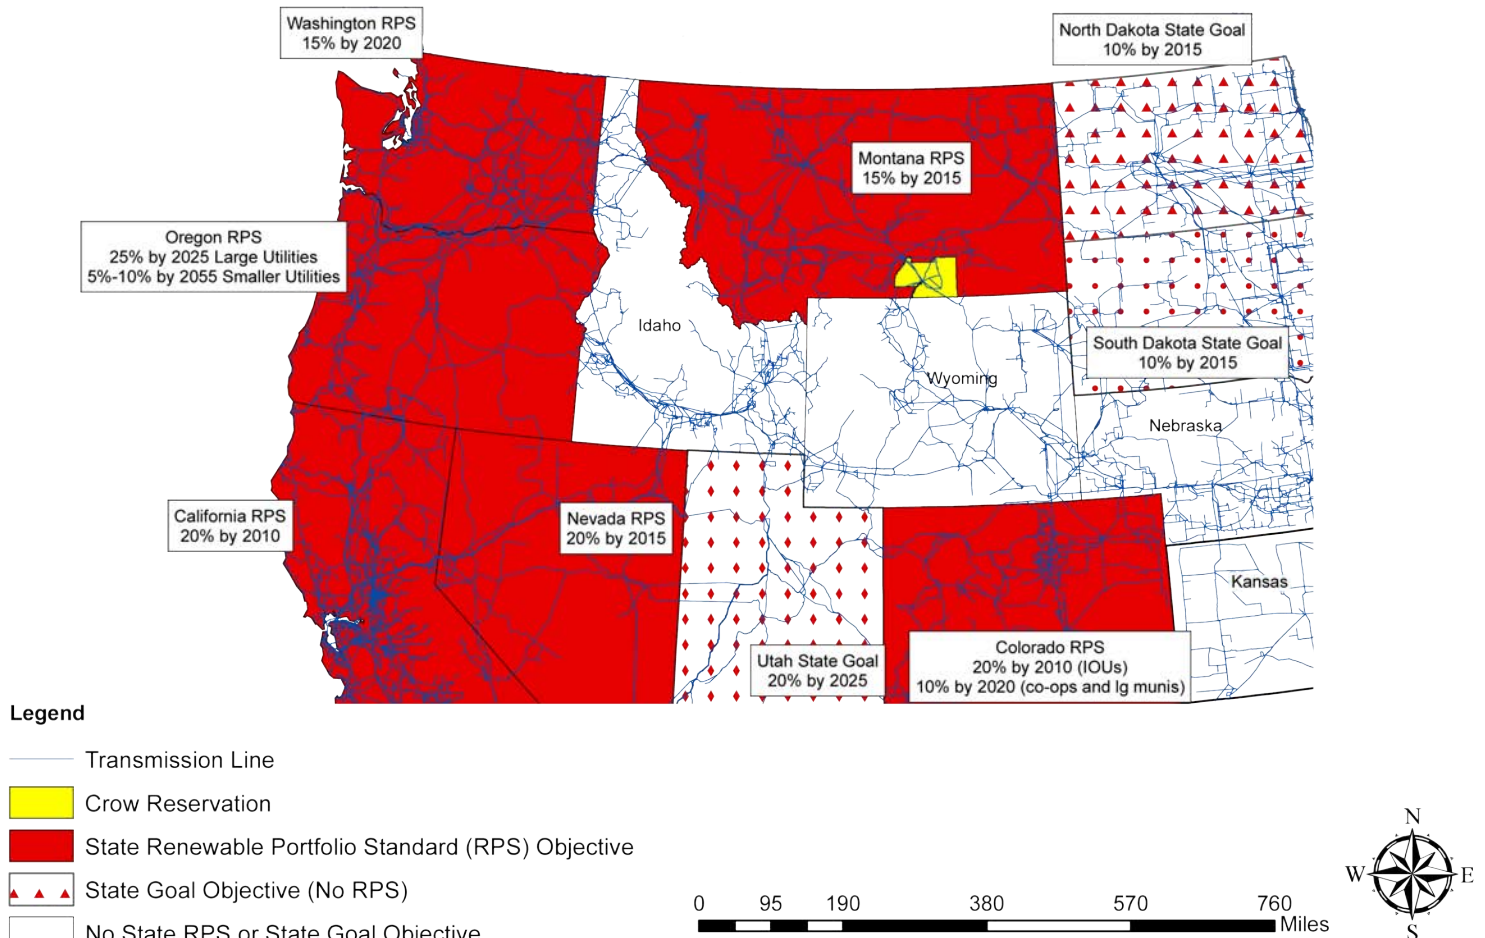 Washington RPS
15% by 2020
North Dakota State Goal
10% by 2015
Montana RPS
15% by 2015
Oregon RPS
25% by 2025 Large Utilities
5%-10% by 2055 Smaller Utilities
Idaho
South Dakota State Goal
10% by 2015
Wyoming
Nebraska
California RPS
20% by 2010
Nevada RPS
20% by 2015
Kansas
Utah State Goal
20% by 2025
Colorado RPS
20% by 2010 (IOUs)
10% by 2020 (co-ops and lg munis)
Legend
Transmission Line
Crow Reservation
State Renewable Portfolio Standard (RPS) Objective
State Goal Objective (No RPS)
No State RPS or State Goal Objective
0 95 190 380 570 760
Miles
N
W E
S